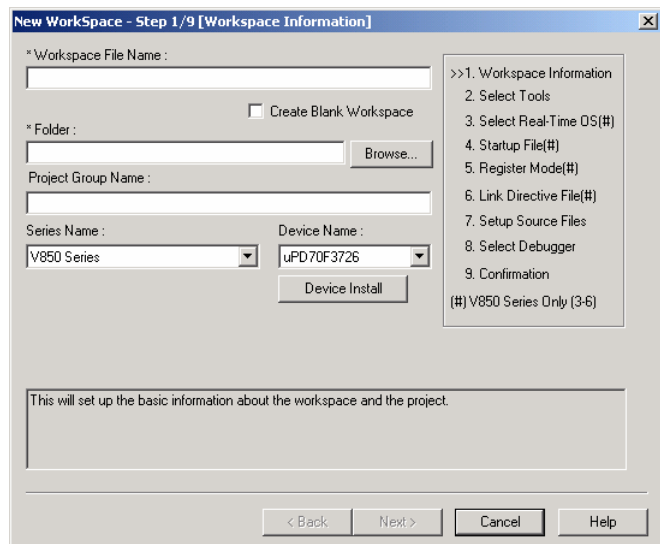 New WorkSpace - Step 1/9 [Workspace Information]
* Workspace File Name :
Create Blank Workspace
* Folder :
Browse...
Project Group Name :
Series Name :
Device Name :
V850 Series
uPD70F3726
Device Install
>>1. Workspace Information
2. Select Tools
3. Select Real-Time OS(#)
4. Startup File(#)
5. Register Mode(#)
6. Link Directive File(#)
7. Setup Source Files
8. Select Debugger
9. Confirmation
(#) V850 Series Only (3-6)
This will set up the basic information about the workspace and the project.
< Back
Next >
Cancel
Help